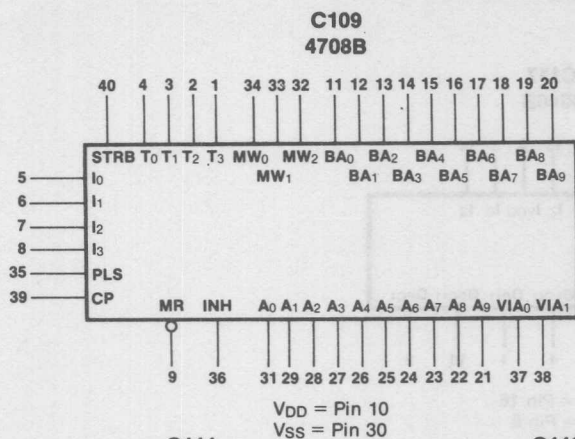 C109
4708B
40 4 3 2 1 34 33 32 11 12 13 14 15 16 17 18 19 20
STRB T0 T1 T2 T3 MW0 MW2 BA0 BA2 BA4 BA6 BA8
MW1 BA1 BA3 BA5 BA7 BA9
5 I0
6 I1
7 I2
8 I3
35 PLS
39 CP
MR INH A0 A1 A2 A3 A4 A5 A6 A7 A8 A9 VIA0 VIA1
9 36 31 29 28 27 26 25 24 23 22 21 37 38
VDD = Pin 10
VSS = Pin 30